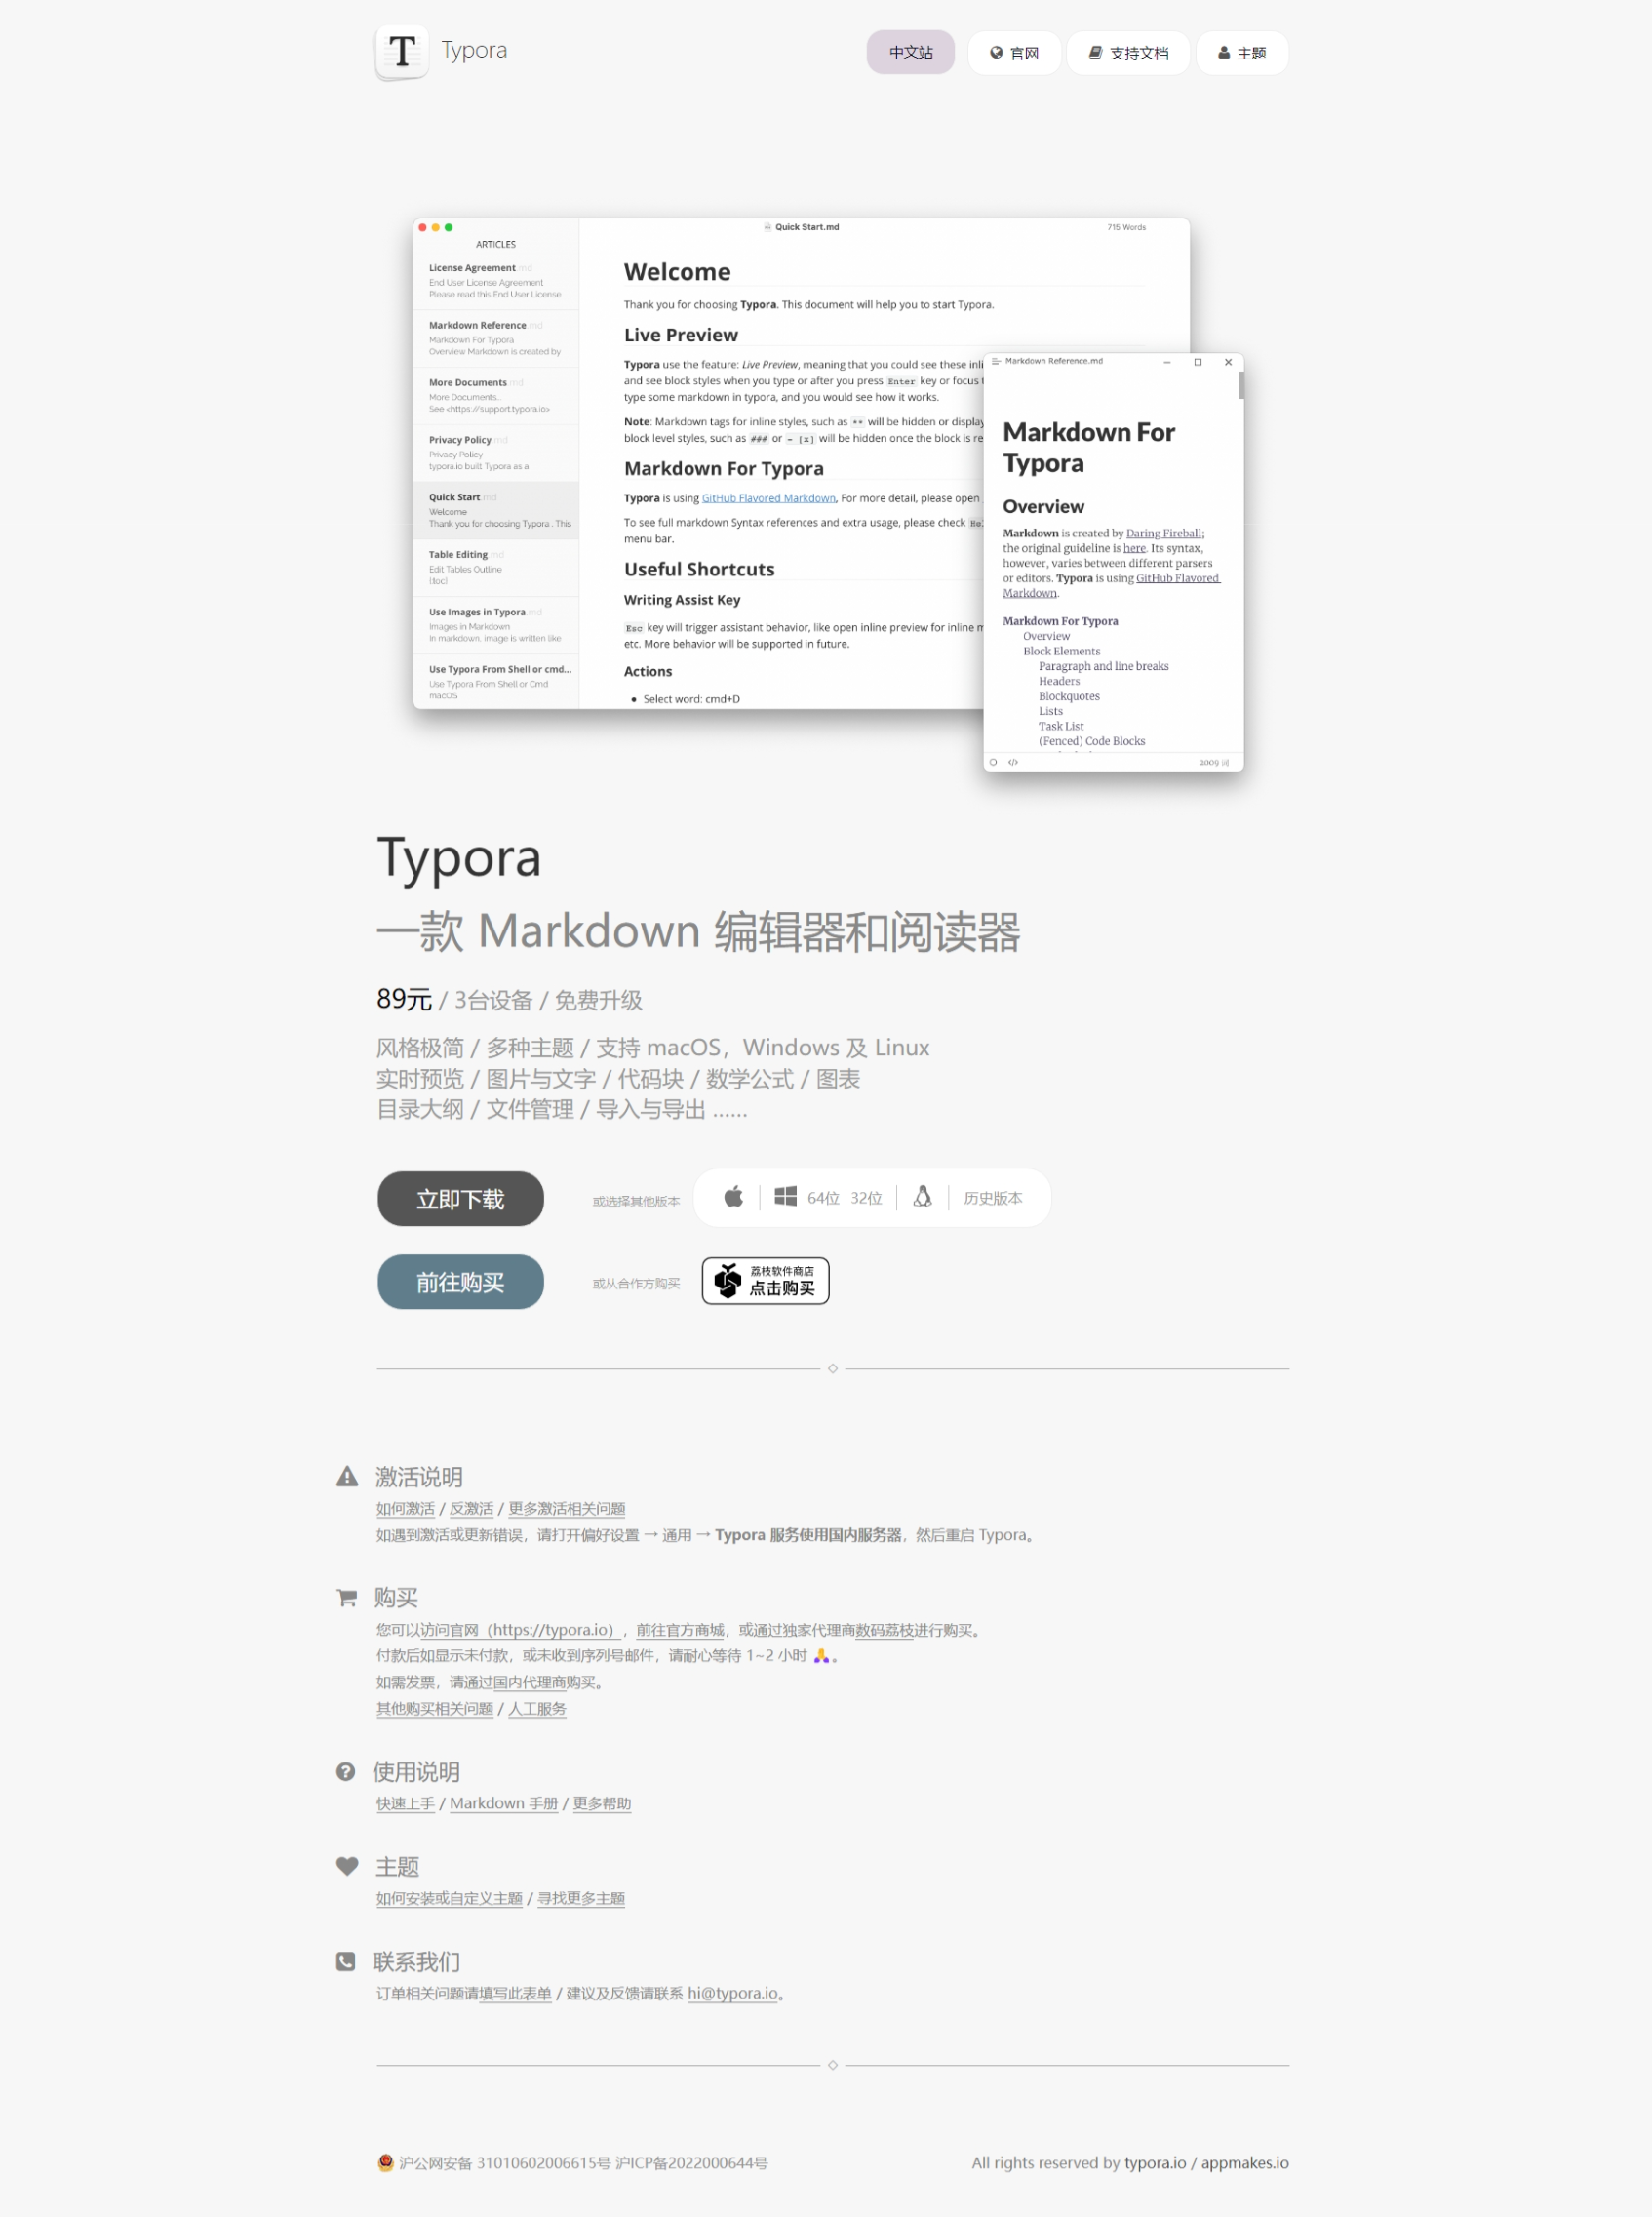 Typora
中文站
官网
支持文档
主题
Quick Start.md
715 Words
ARTICLES
License Agreement.md
End User License Agreement
Please read this End User License
Markdown Reference.md
Markdown For Typora
Overview Markdown is created by
More Documents.md
More Documents..
See <https://support.typora.io>
Privacy Policy.md
Privacy Policy
typora.io built Typora as a
Quick Start.md
Welcome
Thank you for choosing Typora . This
Table Editing.md
Edit Tables Outline
(toc)
Use Images in Typora.md
Images in Markdown
In markdown, image is written like
Use Typora From Shell or cmd...
Use Typora From Shell or Cmd
macOS
Welcome
Thank you for choosing Typora. This document will help you to start Typora.
Live Preview
Typora use the feature: Live Preview, meaning that you could see these inli
and see block styles when you type or after you press Enter key or focus
type some markdown in typora, and you would see how it works.
Note: Markdown tags for inline styles, such as ** will be hidden or display
block level styles, such as ### or - [x] will be hidden once the block is re
Markdown For Typora
Typora is using GitHub Flavored Markdown, For more detail, please open
To see full markdown Syntax references and extra usage, please check He
menu bar.
Useful Shortcuts
Writing Assist Key
Esc key will trigger assistant behavior, like open inline preview for inline m
etc. More behavior will be supported in future.
Actions
• Select word: cmd+D
Markdown Reference.md
Markdown For
Typora
Overview
Markdown is created by Daring Fireball;
the original guideline is here. Its syntax,
however, varies between different parsers
or editors. Typora is using GitHub Flavored
Markdown.
Markdown For Typora
Overview
Block Elements
Paragraph and line breaks
Headers
Blockquotes
Lists
Task List
(Fenced) Code Blocks
2009 词
Typora
一款 Markdown 编辑器和阅读器
89元 / 3台设备 / 免费升级
风格极简 / 多种主题 / 支持 macOS，Windows 及 Linux
实时预览 / 图片与文字 / 代码块 / 数学公式 / 图表
目录大纲 / 文件管理 / 导入与导出 ……
立即下载
或选择其他版本
64位 32位
历史版本
前往购买
或从合作方购买
荔枝软件商店
点击购买
激活说明
如何激活 / 反激活 / 更多激活相关问题
如遇到激活或更新错误，请打开偏好设置 → 通用 → Typora 服务使用国内服务器，然后重启 Typora。
购买
您可以访问官网（https://typora.io），前往官方商城，或通过独家代理商数码荔枝进行购买。
付款后如显示未付款，或未收到序列号邮件，请耐心等待 1~2 小时 🙏。
如需发票，请通过国内代理商购买。
其他购买相关问题 / 人工服务
使用说明
快速上手 / Markdown 手册 / 更多帮助
主题
如何安装或自定义主题 / 寻找更多主题
联系我们
订单相关问题请填写此表单 / 建议及反馈请联系 hi@typora.io。
沪公网安备 31010602006615号 沪ICP备2022000644号
All rights reserved by typora.io / appmakes.io